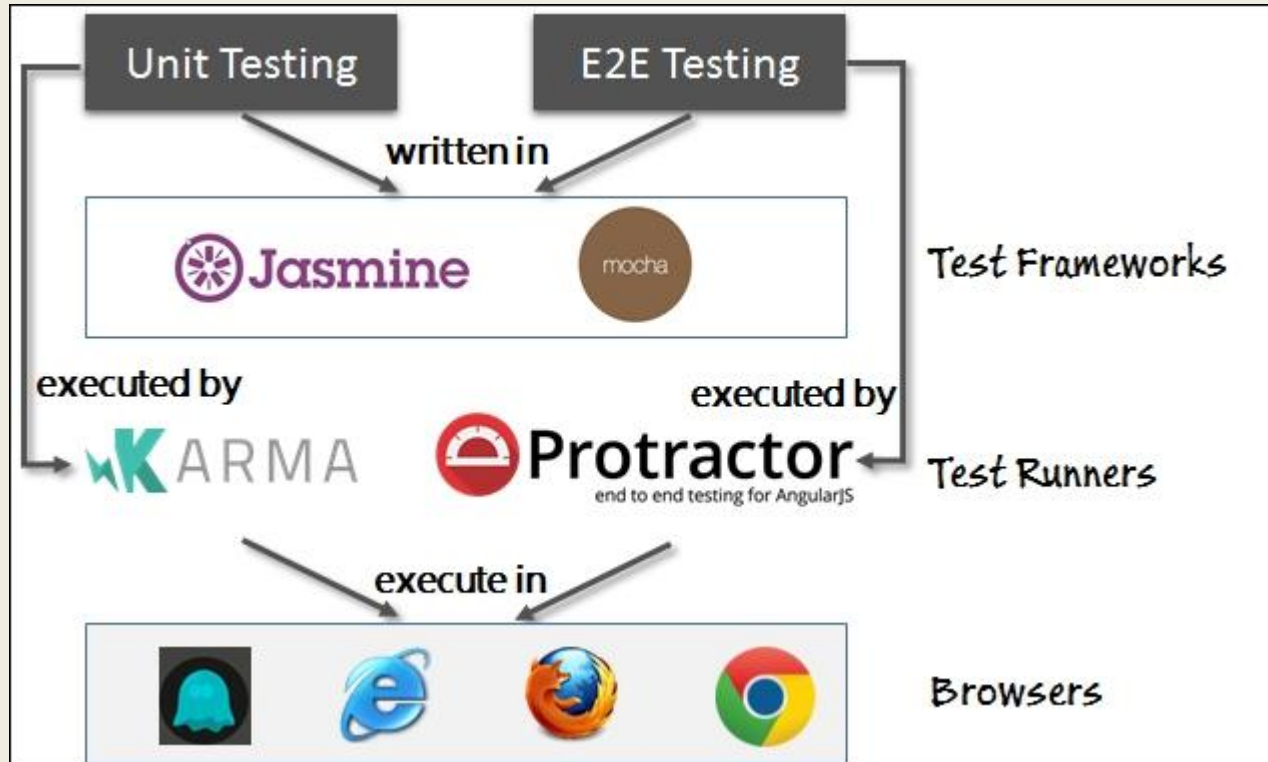 Unit Testing
E2E Testing
written in
Jasmine
mocha
Test Frameworks
executed by
executed by
KARMA
Protractor
end to end testing for AngularJS
Test Runners
execute in
Browsers